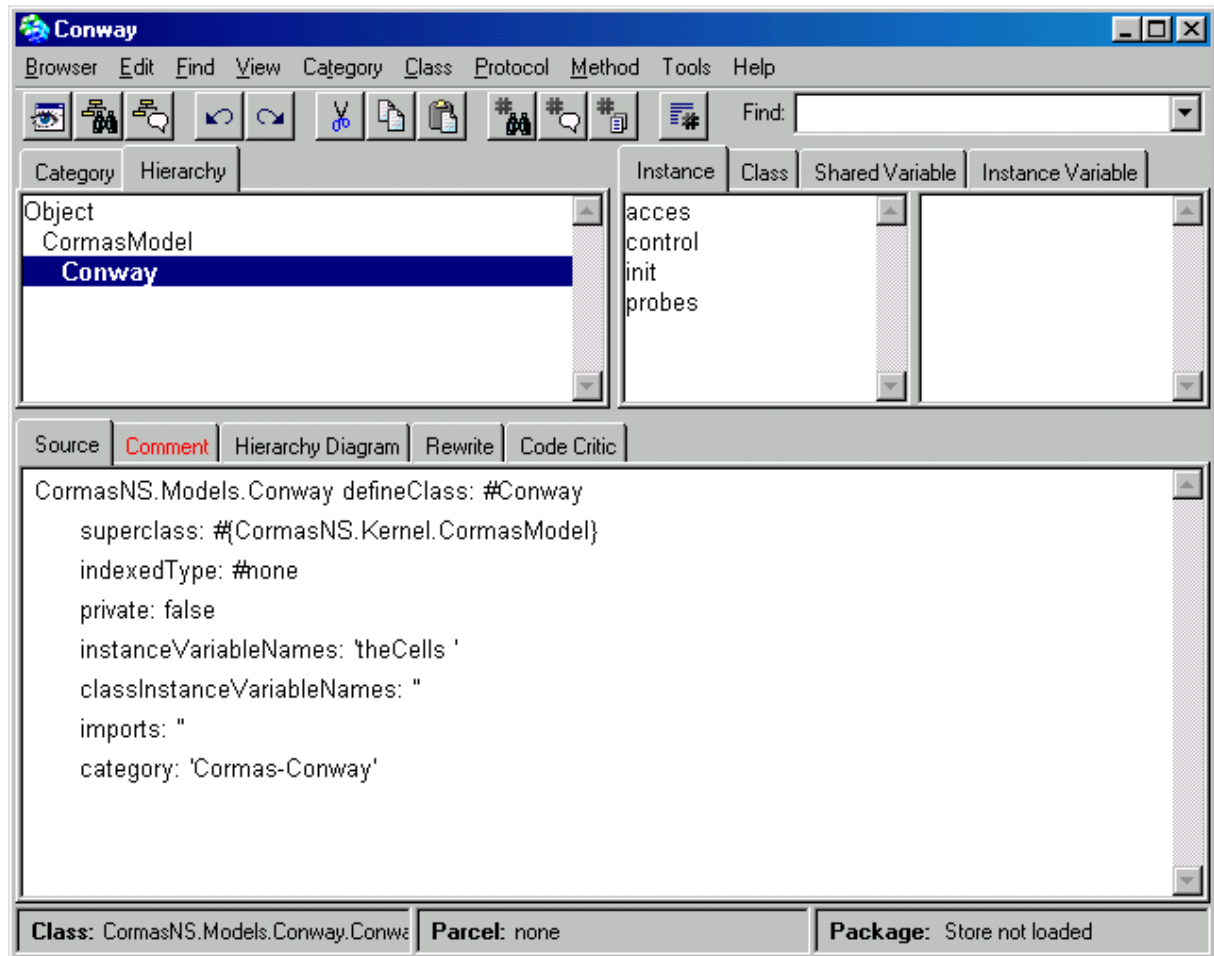 Conway
Browser Edit Find View Category Class Protocol Method Tools Help
Find:
Category Hierarchy
Instance Class Shared Variable Instance Variable
Object
CormasModel
Conway
acces
control
init
probes
Source Comment Hierarchy Diagram Rewrite Code Critic
CormasNS.Models.Conway defineClass: #Conway
superclass: #{CormasNS.Kernel.CormasModel}
indexedType: #none
private: false
instanceVariableNames: 'theCells '
classInstanceVariableNames: ''
imports: ''
category: 'Cormas-Conway'
Class: CormasNS.Models.Conway.Conwa Parcel: none Package: Store not loaded